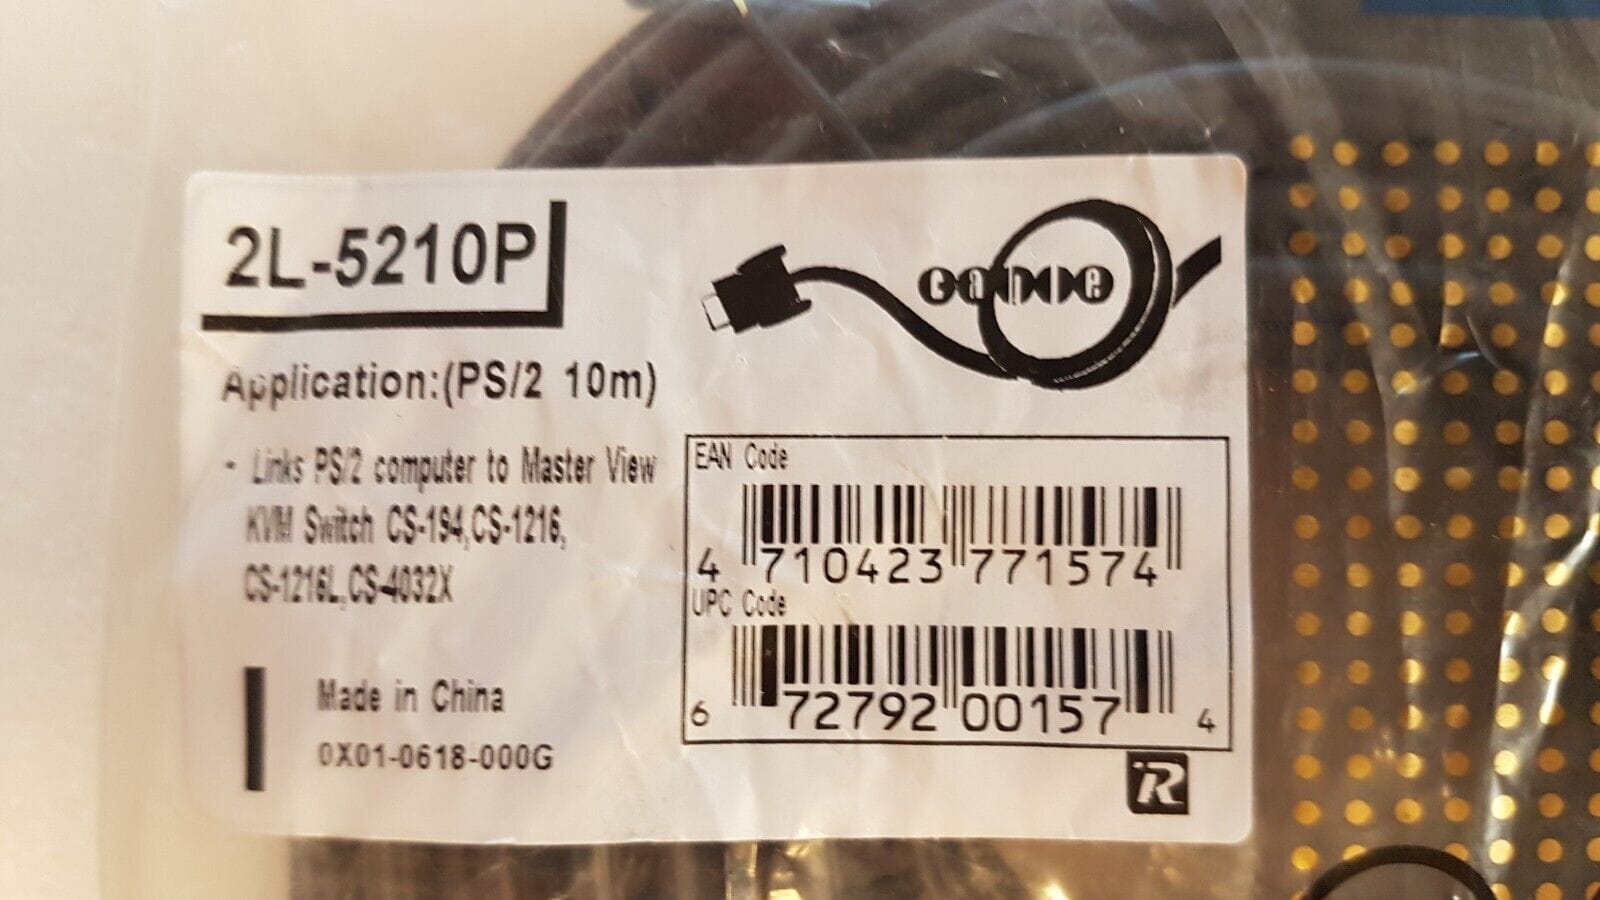 2L-5210P
Application:(PS/2 10m)
- Links PS/2 computer to Master View
KVM Switch CS-194,CS-1216,
CS-1216L,CS-4032X
Made in China
0X01-0618-000G
cable
EAN Code
4 710423 771574
UPC Code
6 72792 00157 4
R